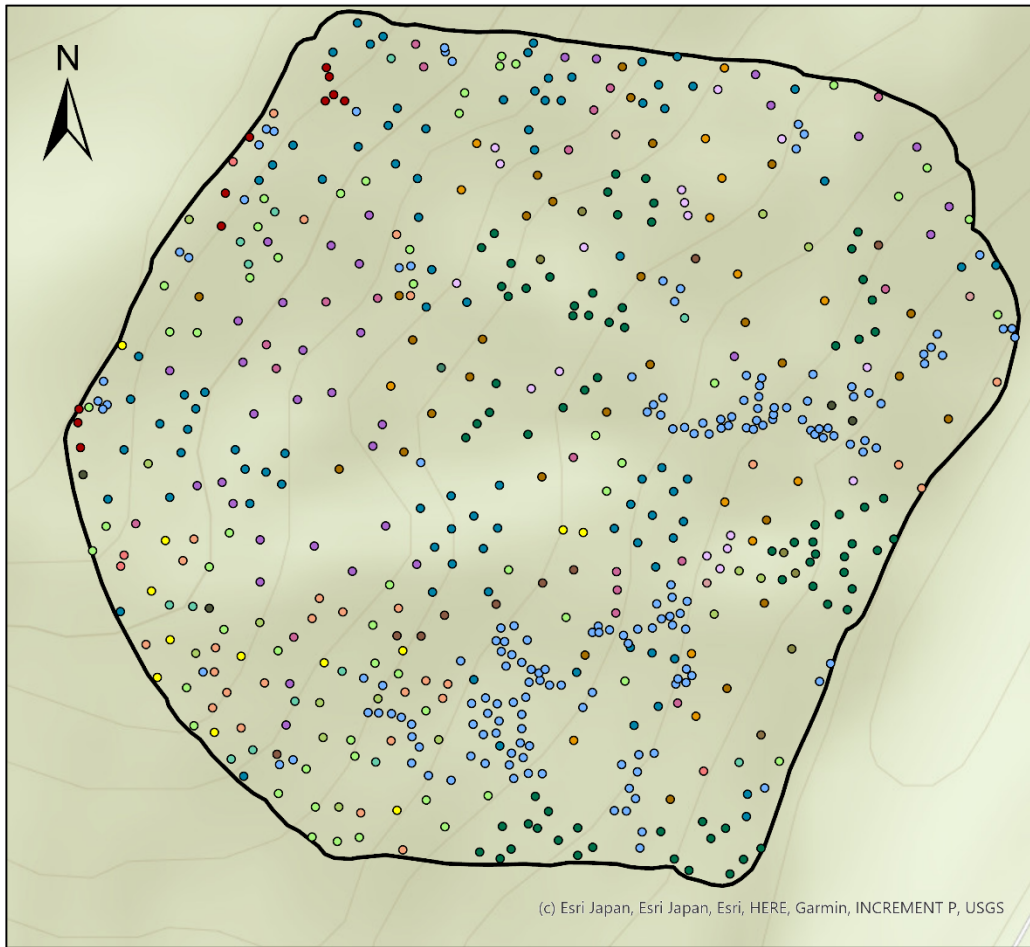 N
(c) Esri Japan, Esri Japan, Esri, HERE, Garmin, INCREMENT P, USGS